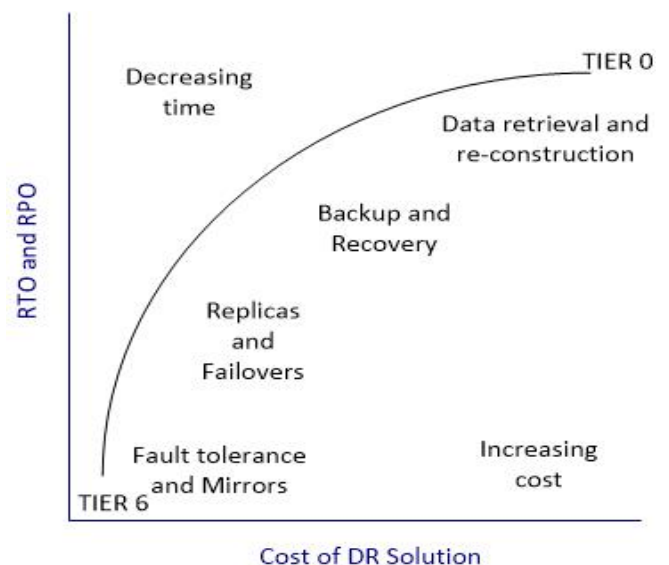 TIER 0
Decreasing
time
Data retrieval and
re-construction
Backup and
Recovery
RTO and RPO
Replicas
and
Failovers
Fault tolerance
and Mirrors
Increasing
cost
TIER 6
Cost of DR Solution